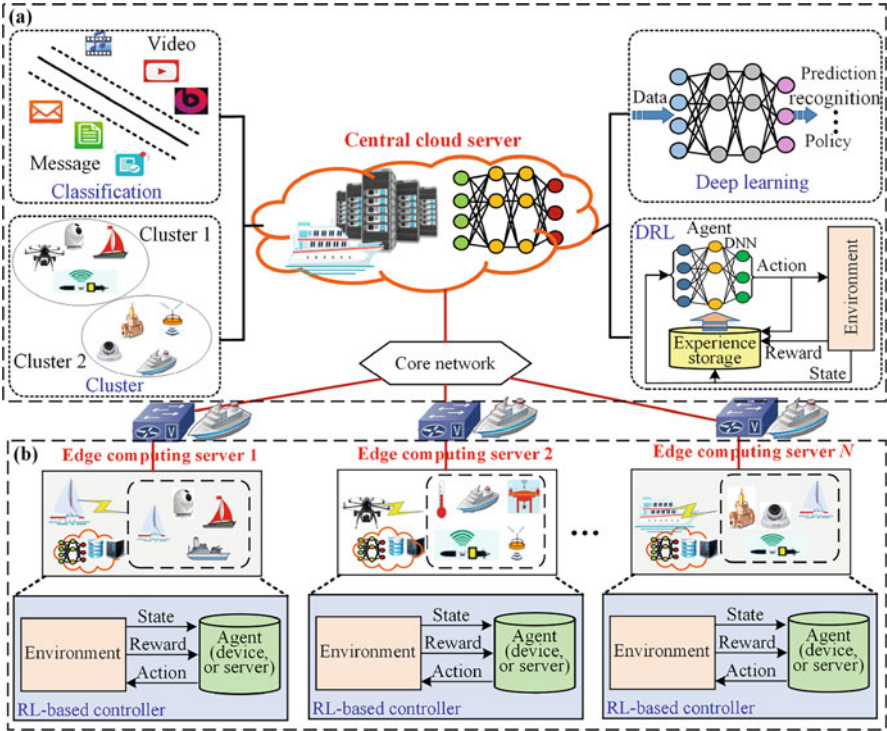 (a)
Video
Message
Classification
Cluster 1
Cluster 2
Cluster
Central cloud server
Core network
Data
Prediction
recognition
Policy
Deep learning
DRL
Agent
DNN
Action
Environment
Experience
storage
Reward
State
V
V
V
(b)
Edge computing server 1
Edge computing server 2
Edge computing server N
State
Environment
Reward
Action
Agent
(device,
or server)
RL-based controller
State
Environment
Reward
Action
Agent
(device,
or server)
RL-based controller
State
Environment
Reward
Action
Agent
(device,
or server)
RL-based controller